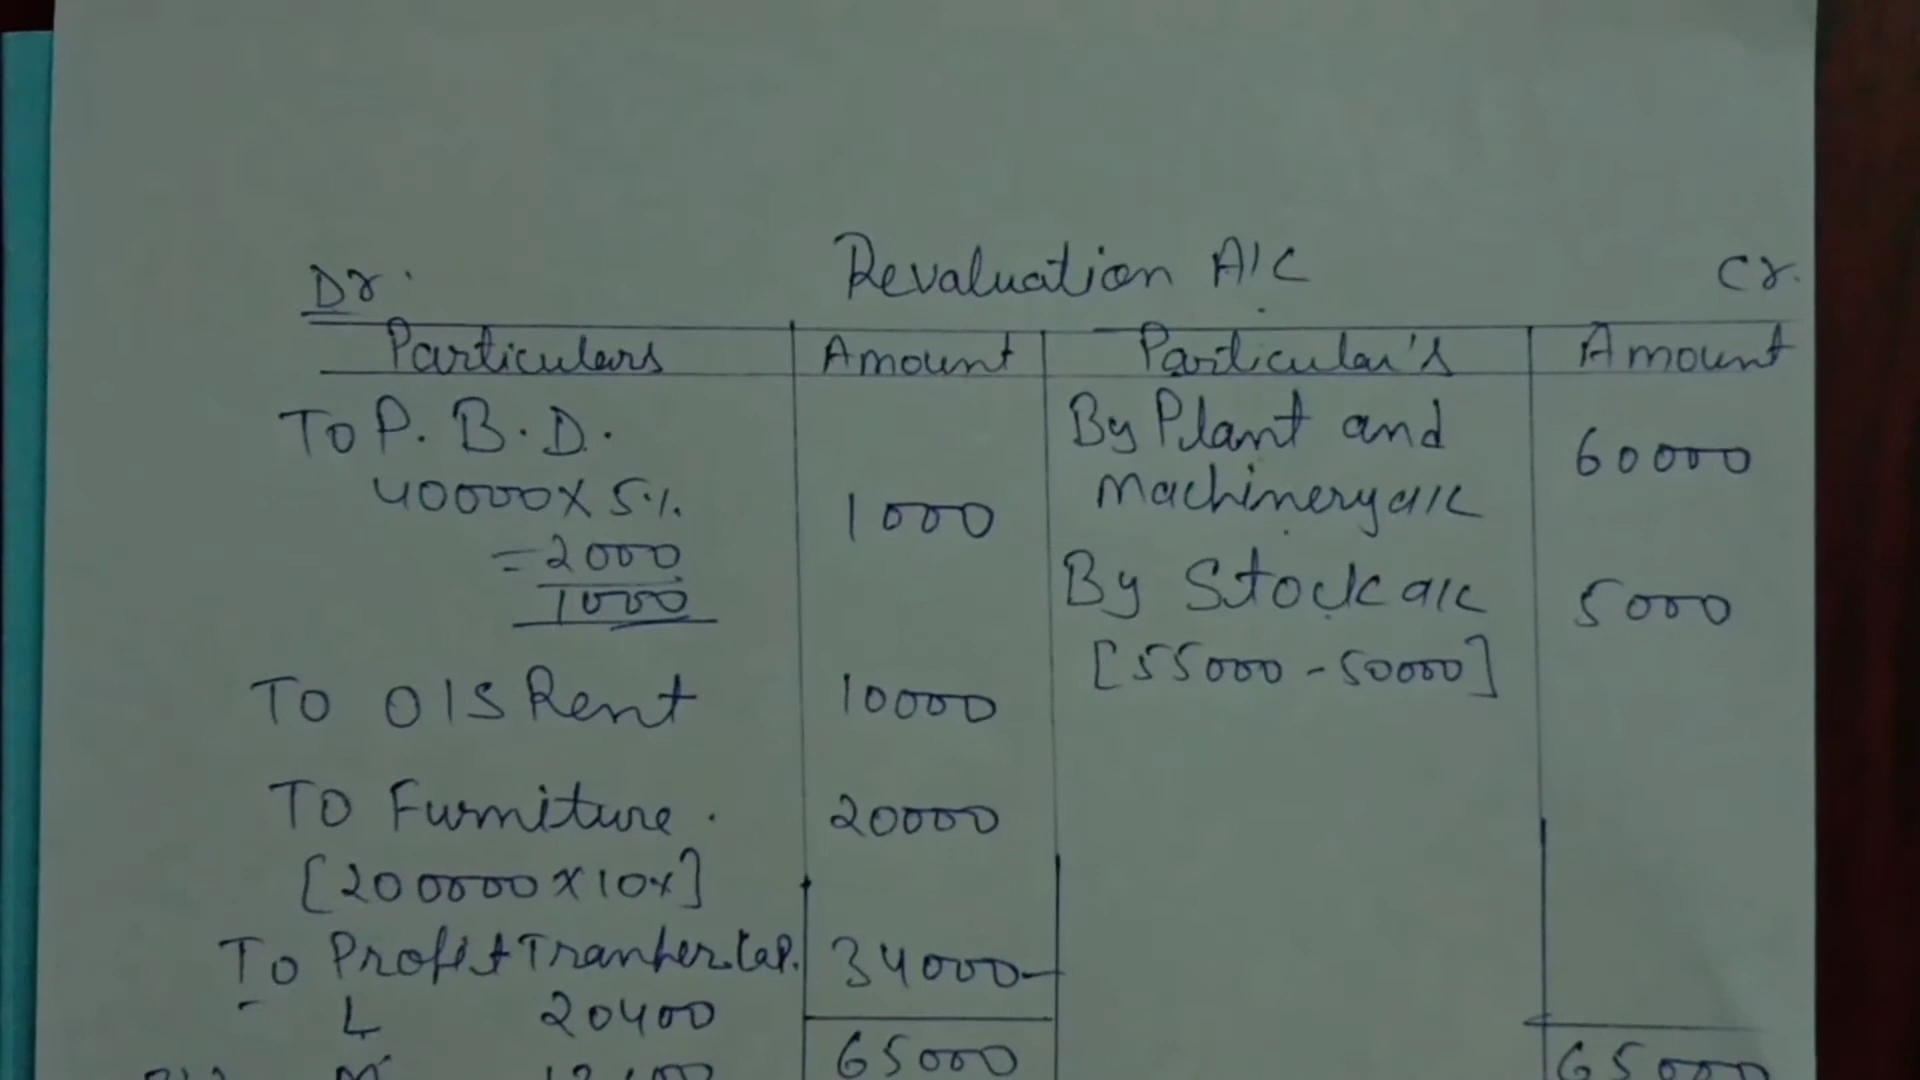 Dr. Revaluation A/C Cr.
Particulars Amount Particular's Amount
To P. B. D.
40000 x 5%
= 2000
1000 1000
To O/S Rent 10000
To Furniture. 20000
[200000 x 10%]
To Profit Tranfer Cap. 34000
L 20400
65000
By Plant and 60000
Machinery a/c
By Stock a/c 5000
[55000 - 50000]
65000